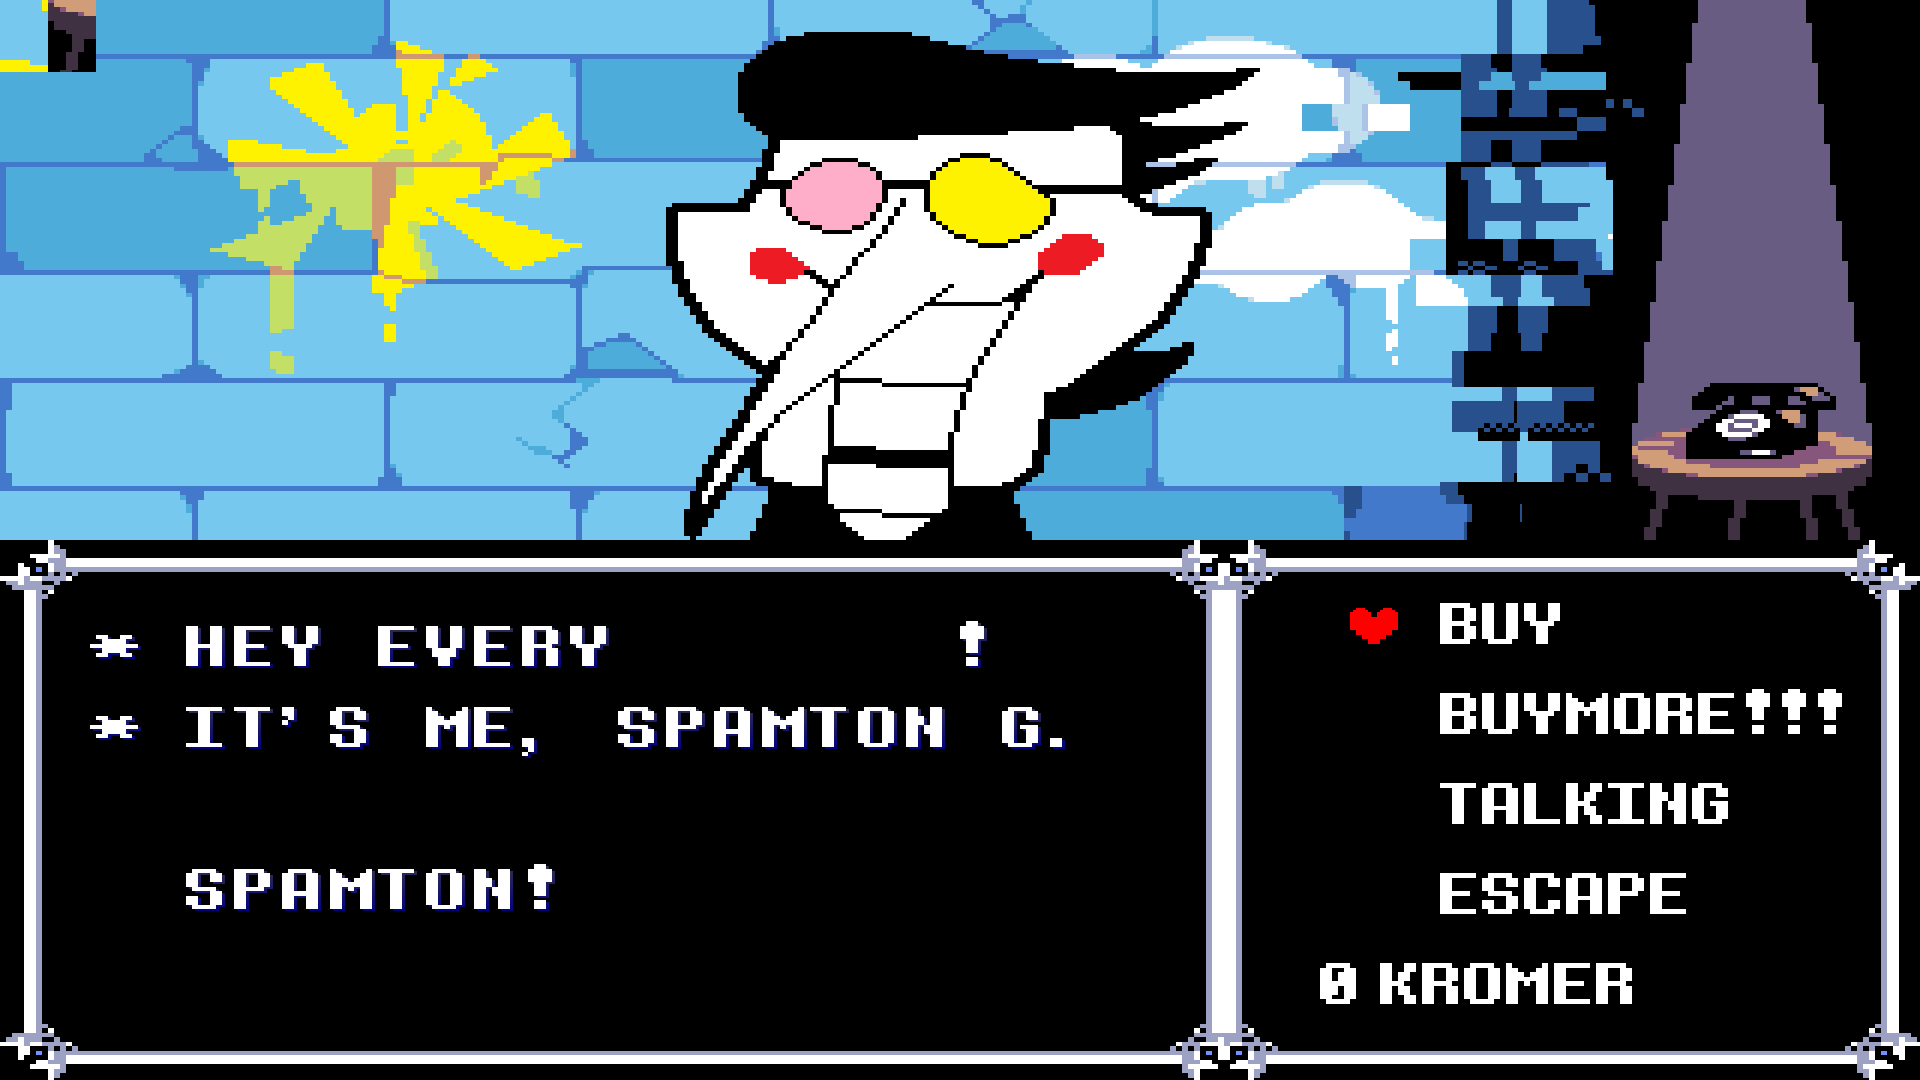 * HEY EVERY       !
* IT'S ME, SPAMTON G.
SPAMTON!
BUY
BUYMORE!!!
TALKING
ESCAPE
0 KROMER